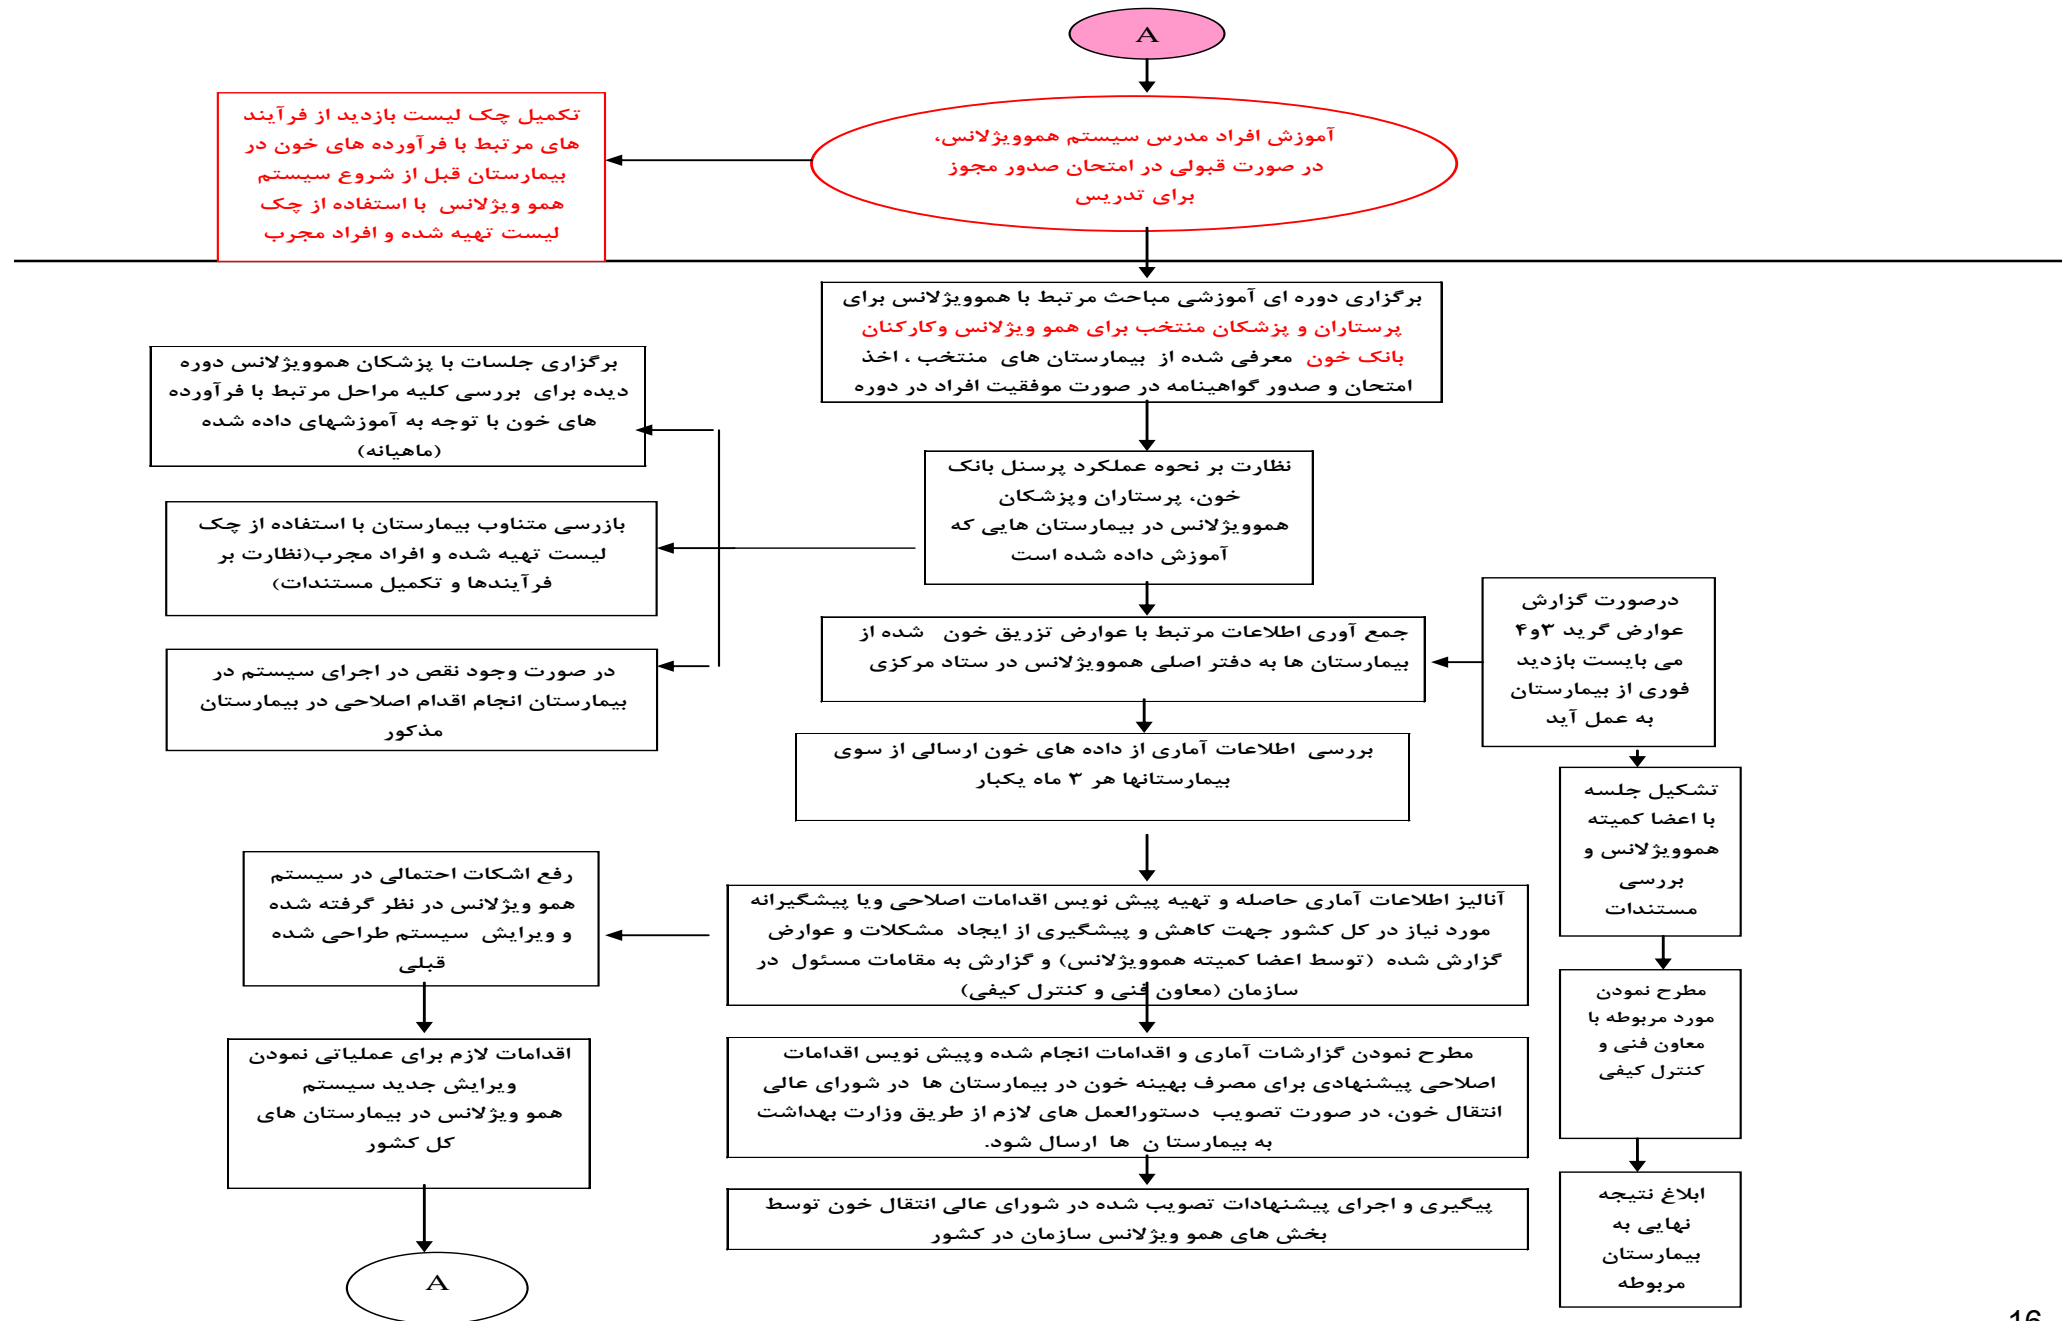 A
آموزش افراد مدرس سیستم هموویژلانس،
در صورت قبولی در امتحان صدور مجوز
برای تدریس
تکمیل چک لیست بازدید از فرآیند
های مرتبط با فرآورده های خون در
بیمارستان قبل از شروع سیستم
همو ویژلانس با استفاده از چک
لیست تهیه شده و افراد مجرب
برگزاری دوره ای آموزشی مباحث مرتبط با هموویژلانس برای
پرستاران و پزشکان منتخب برای همو ویژلانس وکارکنان
بانک خون معرفی شده از بیمارستان های منتخب ، اخذ
امتحان و صدور گواهینامه در صورت موفقیت افراد در دوره
برگزاری جلسات با پزشکان هموویژلانس دوره
دیده برای بررسی کلیه مراحل مرتبط با فرآورده
های خون با توجه به آموزشهای داده شده
(ماهیانه)
نظارت بر نحوه عملکرد پرسنل بانک
خون، پرستاران وپزشکان
هموویژلانس در بیمارستان هایی که
آموزش داده شده است
بازرسی متناوب بیمارستان با استفاده از چک
لیست تهیه شده و افراد مجرب(نظارت بر
فرآیندها و تکمیل مستندات)
در صورت وجود نقص در اجرای سیستم در
بیمارستان انجام اقدام اصلاحی در بیمارستان
مذکور
درصورت گزارش
عوارض گرید ۳و۴
می بایست بازدید
فوری از بیمارستان
به عمل آید
جمع آوری اطلاعات مرتبط با عوارض تزریق خون شده از
بیمارستان ها به دفتر اصلی هموویژلانس در ستاد مرکزی
بررسی اطلاعات آماری از داده های خون ارسالی از سوی
بیمارستانها هر ۳ ماه یکبار
تشکیل جلسه
با اعضا کمیته
هموویژلانس و
بررسی
مستندات
آنالیز اطلاعات آماری حاصله و تهیه پیش نویس اقدامات اصلاحی ویا پیشگیرانه
مورد نیاز در کل کشور جهت کاهش و پیشگیری از ایجاد مشکلات و عوارض
گزارش شده (توسط اعضا کمیته هموویژلانس) و گزارش به مقامات مسئول در
سازمان (معاون فنی و کنترل کیفی)
رفع اشکات احتمالی در سیستم
همو ویژلانس در نظر گرفته شده
و ویرایش سیستم طراحی شده
قبلی
مطرح نمودن
مورد مربوطه با
معاون فنی و
کنترل کیفی
مطرح نمودن گزارشات آماری و اقدامات انجام شده وپیش نویس اقدامات
اصلاحی پیشنهادی برای مصرف بهینه خون در بیمارستان ها در شورای عالی
انتقال خون، در صورت تصویب دستورالعمل های لازم از طریق وزارت بهداشت
به بیمارستا ن ها ارسال شود.
اقدامات لازم برای عملیاتی نمودن
ویرایش جدید سیستم
همو ویژلانس در بیمارستان های
کل کشور
پیگیری و اجرای پیشنهادات تصویب شده در شورای عالی انتقال خون توسط
بخش های همو ویژلانس سازمان در کشور
ابلاغ نتیجه
نهایی به
بیمارستان
مربوطه
A
16